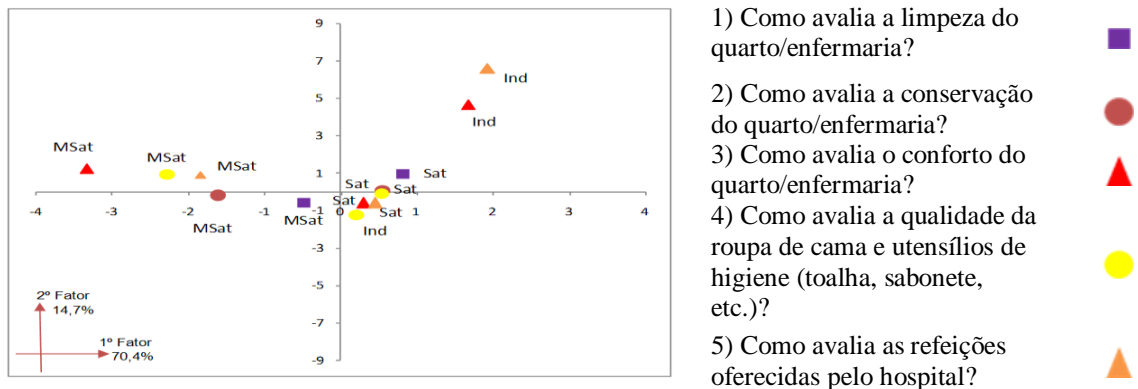 9
7
5
3
1
-1
-3
-5
-7
-9
-4
-3
-2
-1
0
1
2
3
4
Ind
Ind
MSat
MSat
MSat
Sat
Sat
Sat
MSat
MSat
Sat
Sat
Ind
2º Fator
14,7%
1º Fator
70,4%
1) Como avalia a limpeza do
quarto/enfermaria?
2) Como avalia a conservação
do quarto/enfermaria?
3) Como avalia o conforto do
quarto/enfermaria?
4) Como avalia a qualidade da
roupa de cama e utensílios de
higiene (toalha, sabonete,
etc.)?
5) Como avalia as refeições
oferecidas pelo hospital?